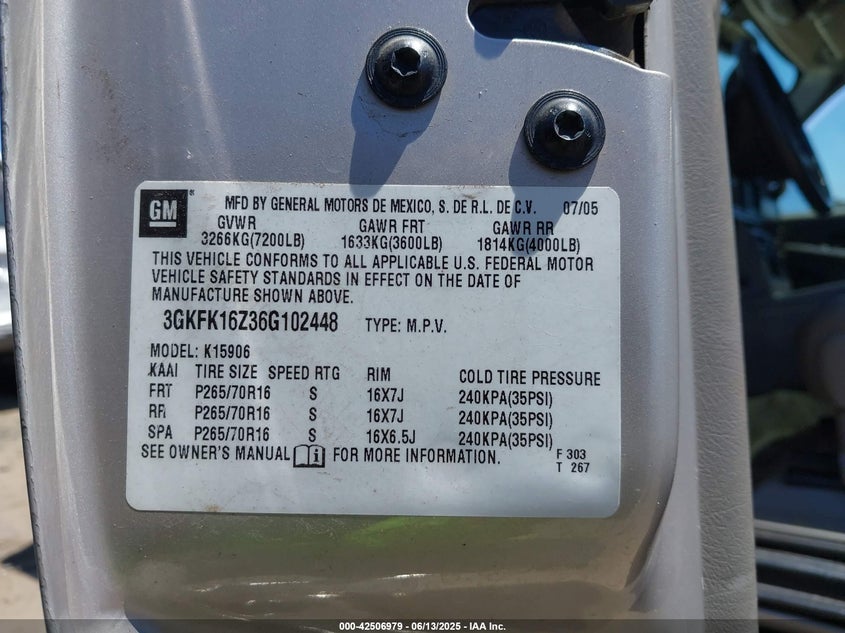 GM
MFD BY GENERAL MOTORS DE MEXICO, S. DE R.L. DE C.V. 07/05
GVWR GAWR FRT GAWR RR
3266KG(7200LB) 1633KG(3600LB) 1814KG(4000LB)
THIS VEHICLE CONFORMS TO ALL APPLICABLE U.S. FEDERAL MOTOR
VEHICLE SAFETY STANDARDS IN EFFECT ON THE DATE OF
MANUFACTURE SHOWN ABOVE.
3GKFK16Z36G102448 TYPE: M.P.V.
MODEL: K15906
KAAI TIRE SIZE SPEED RTG RIM COLD TIRE PRESSURE
FRT P265/70R16 S 16X7J 240KPA(35PSI)
RR P265/70R16 S 16X7J 240KPA(35PSI)
SPA P265/70R16 S 16X6.5J 240KPA(35PSI)
SEE OWNER'S MANUAL i FOR MORE INFORMATION.
F 303
T 267
000-42506979 - 06/13/2025 - IAA Inc.